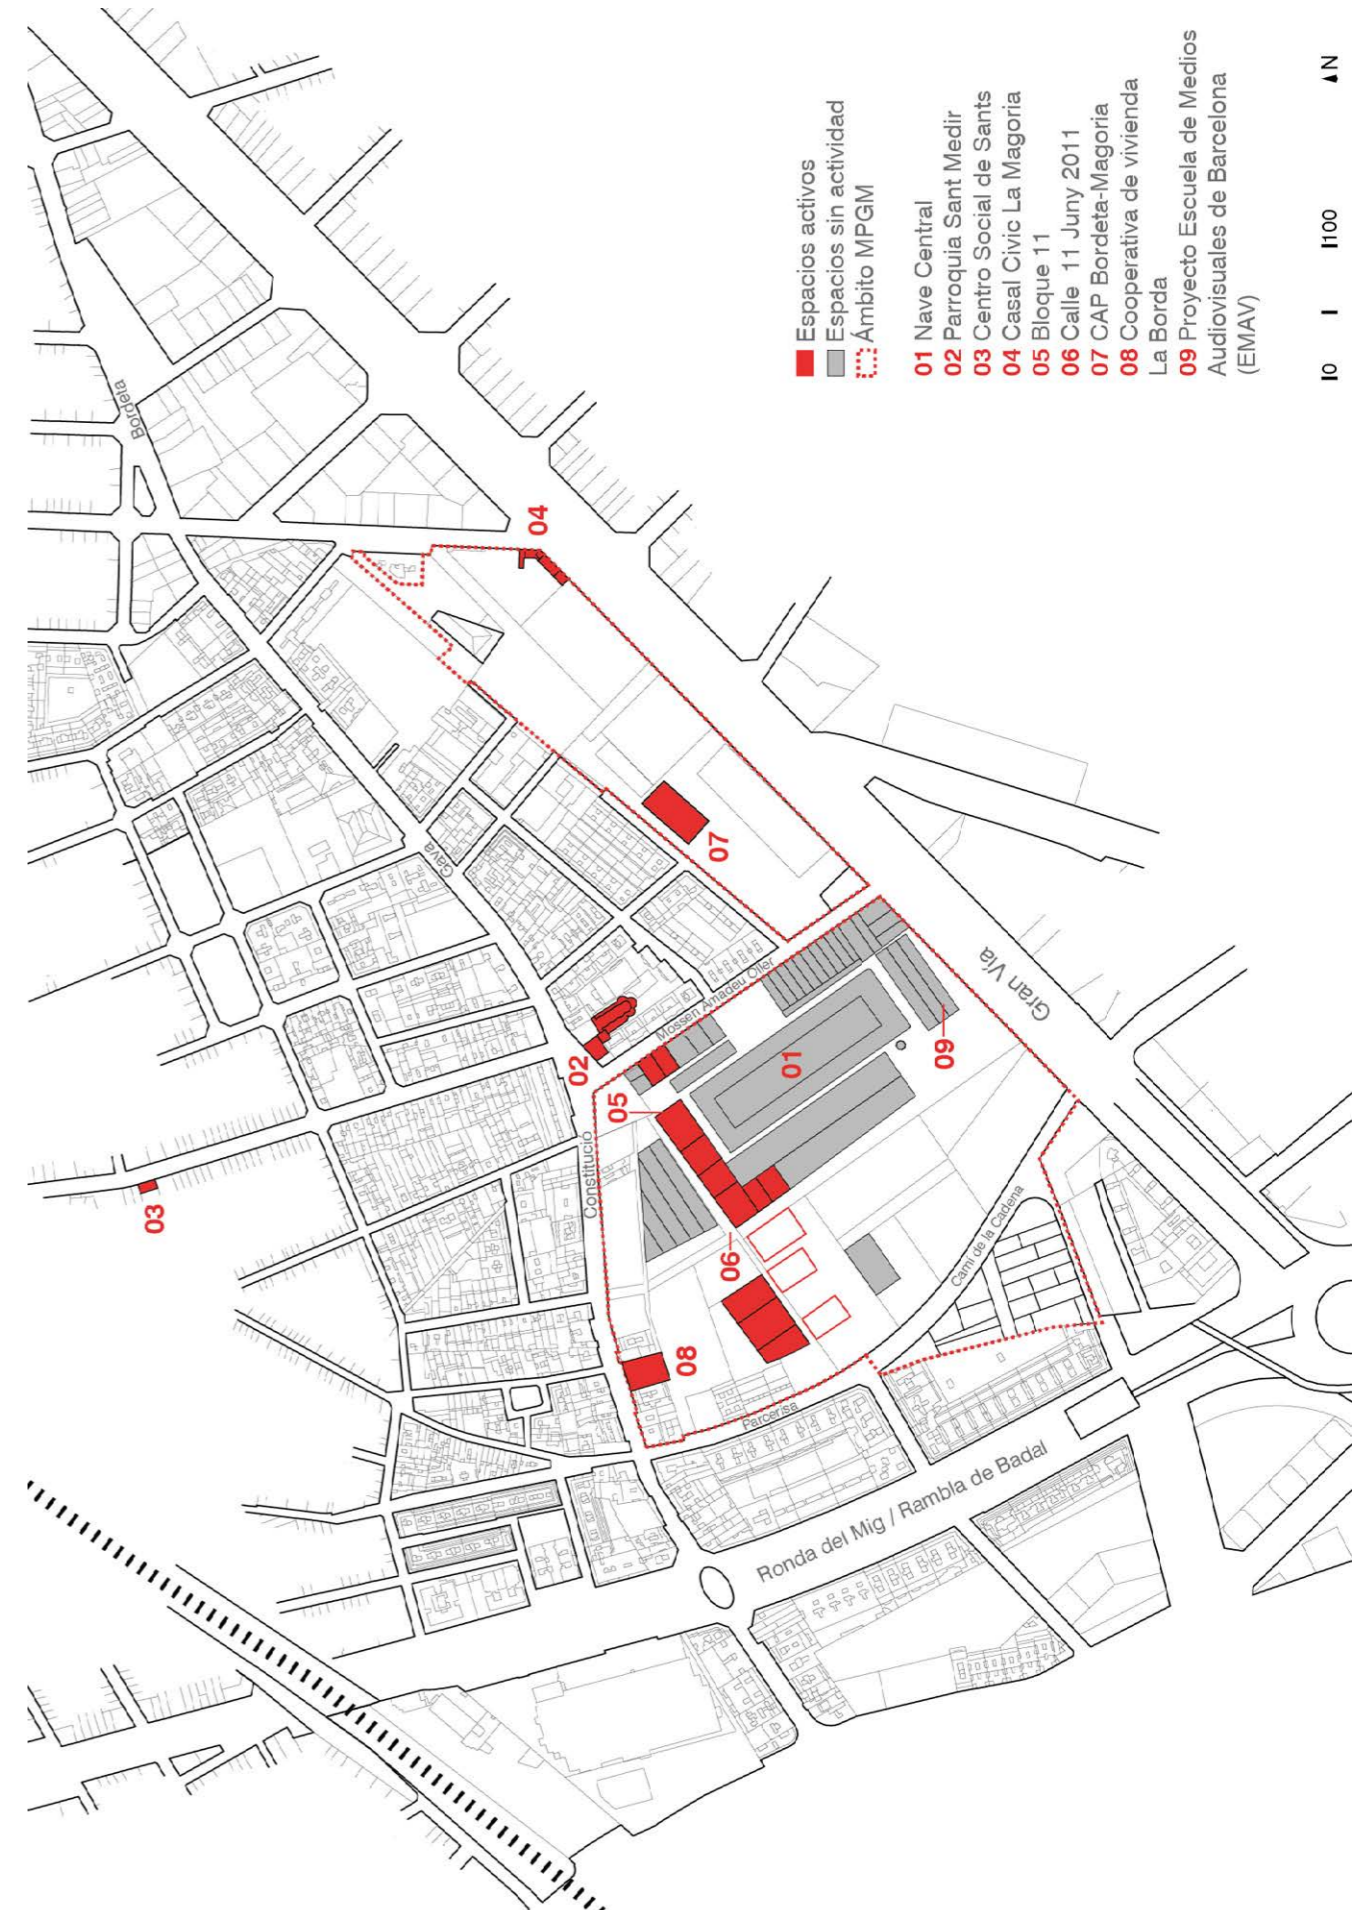 Espacios activos
Espacios sin actividad
Ámbito MPGM
01 Nave Central
02 Parroquia Sant Medir
03 Centro Social de Sants
04 Casal Civic La Magoria
05 Bloque 11
06 Calle 11 Juny 2011
07 CAP Bordeta-Magoria
08 Cooperativa de vivienda
La Borda
09 Proyecto Escuela de Medios
Audiovisuales de Barcelona
(EMAV)
0
100
N
Bordeta
04
Gavà
07
Gran Vía
Mossèn Amadeu Oller
02
01
09
05
Constitució
03
06
Camí de la Cadena
08
Parcerisa
Ronda del Mig / Rambla de Badal